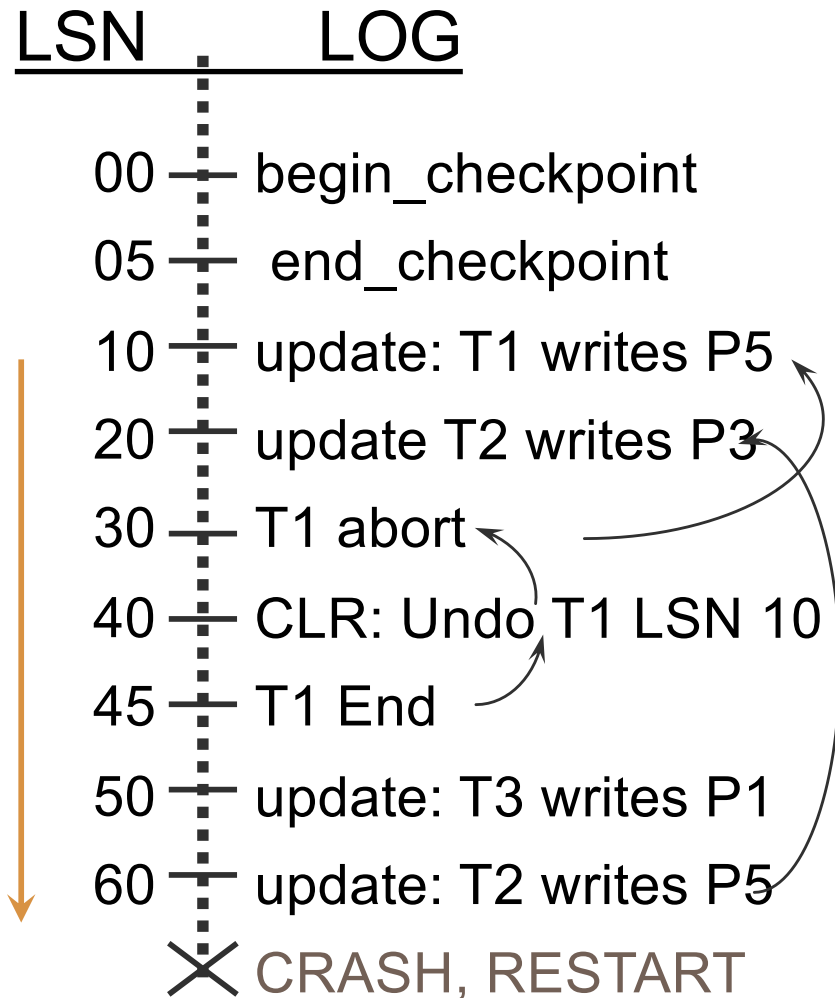 LSN LOG
00 begin_checkpoint
05 end_checkpoint
10 update: T1 writes P5
20 update T2 writes P3
30 T1 abort
40 CLR: Undo T1 LSN 10
45 T1 End
50 update: T3 writes P1
60 update: T2 writes P5
CRASH, RESTART